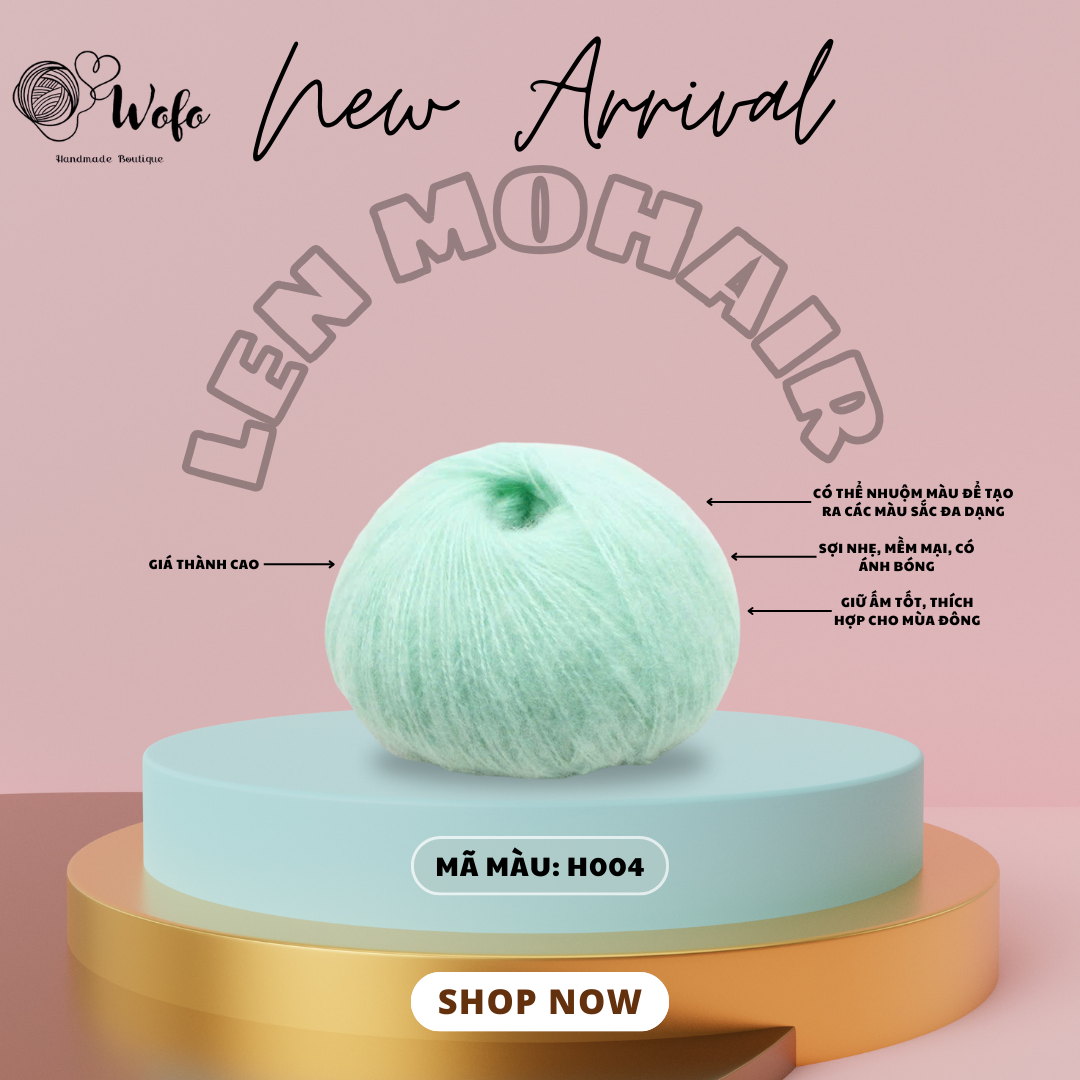 Wofo
Handmade Boutique
New Arrival
LEN MOHAIR
CÓ THỂ NHUỘM MÀU ĐỂ TẠO
RA CÁC MÀU SẮC ĐA DẠNG
SỢI NHẸ, MỀM MẠI, CÓ
ÁNH BÓNG
GIÁ THÀNH CAO
GIỮ ẤM TỐT, THÍCH
HỢP CHO MÙA ĐÔNG
MÃ MÀU: H004
SHOP NOW